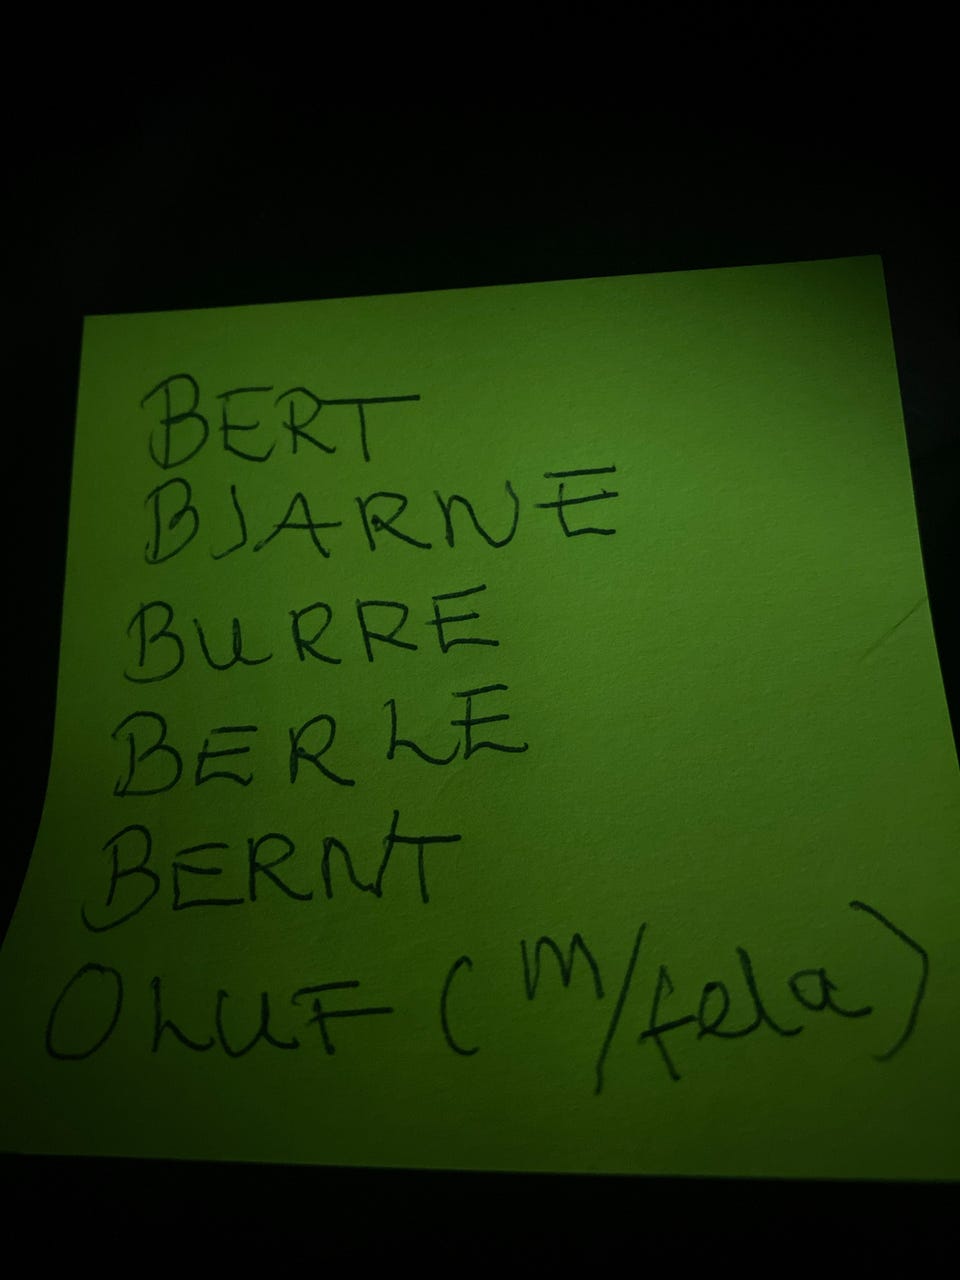 BERT
BJARNE
BURRE
BERLE
BERNT
OLUF (m/fela)